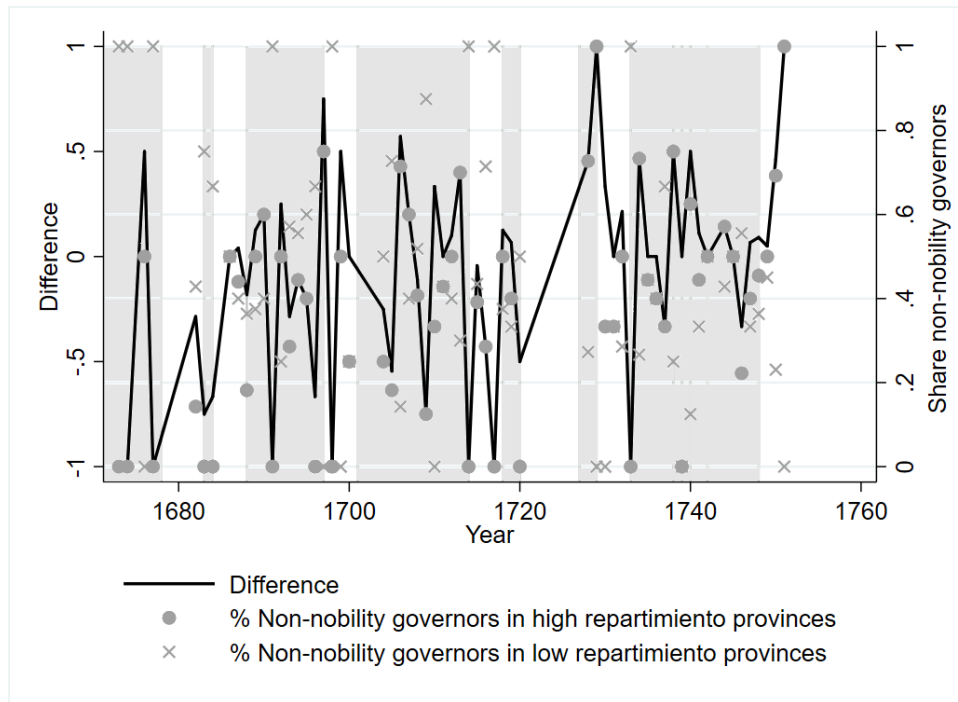 1
.5
0
-.5
-1
Difference
1
.8
.6
.4
.2
0
Share non-nobility governors
1680 1700 1720 1740 1760
Year
Difference
% Non-nobility governors in high repartimiento provinces
% Non-nobility governors in low repartimiento provinces